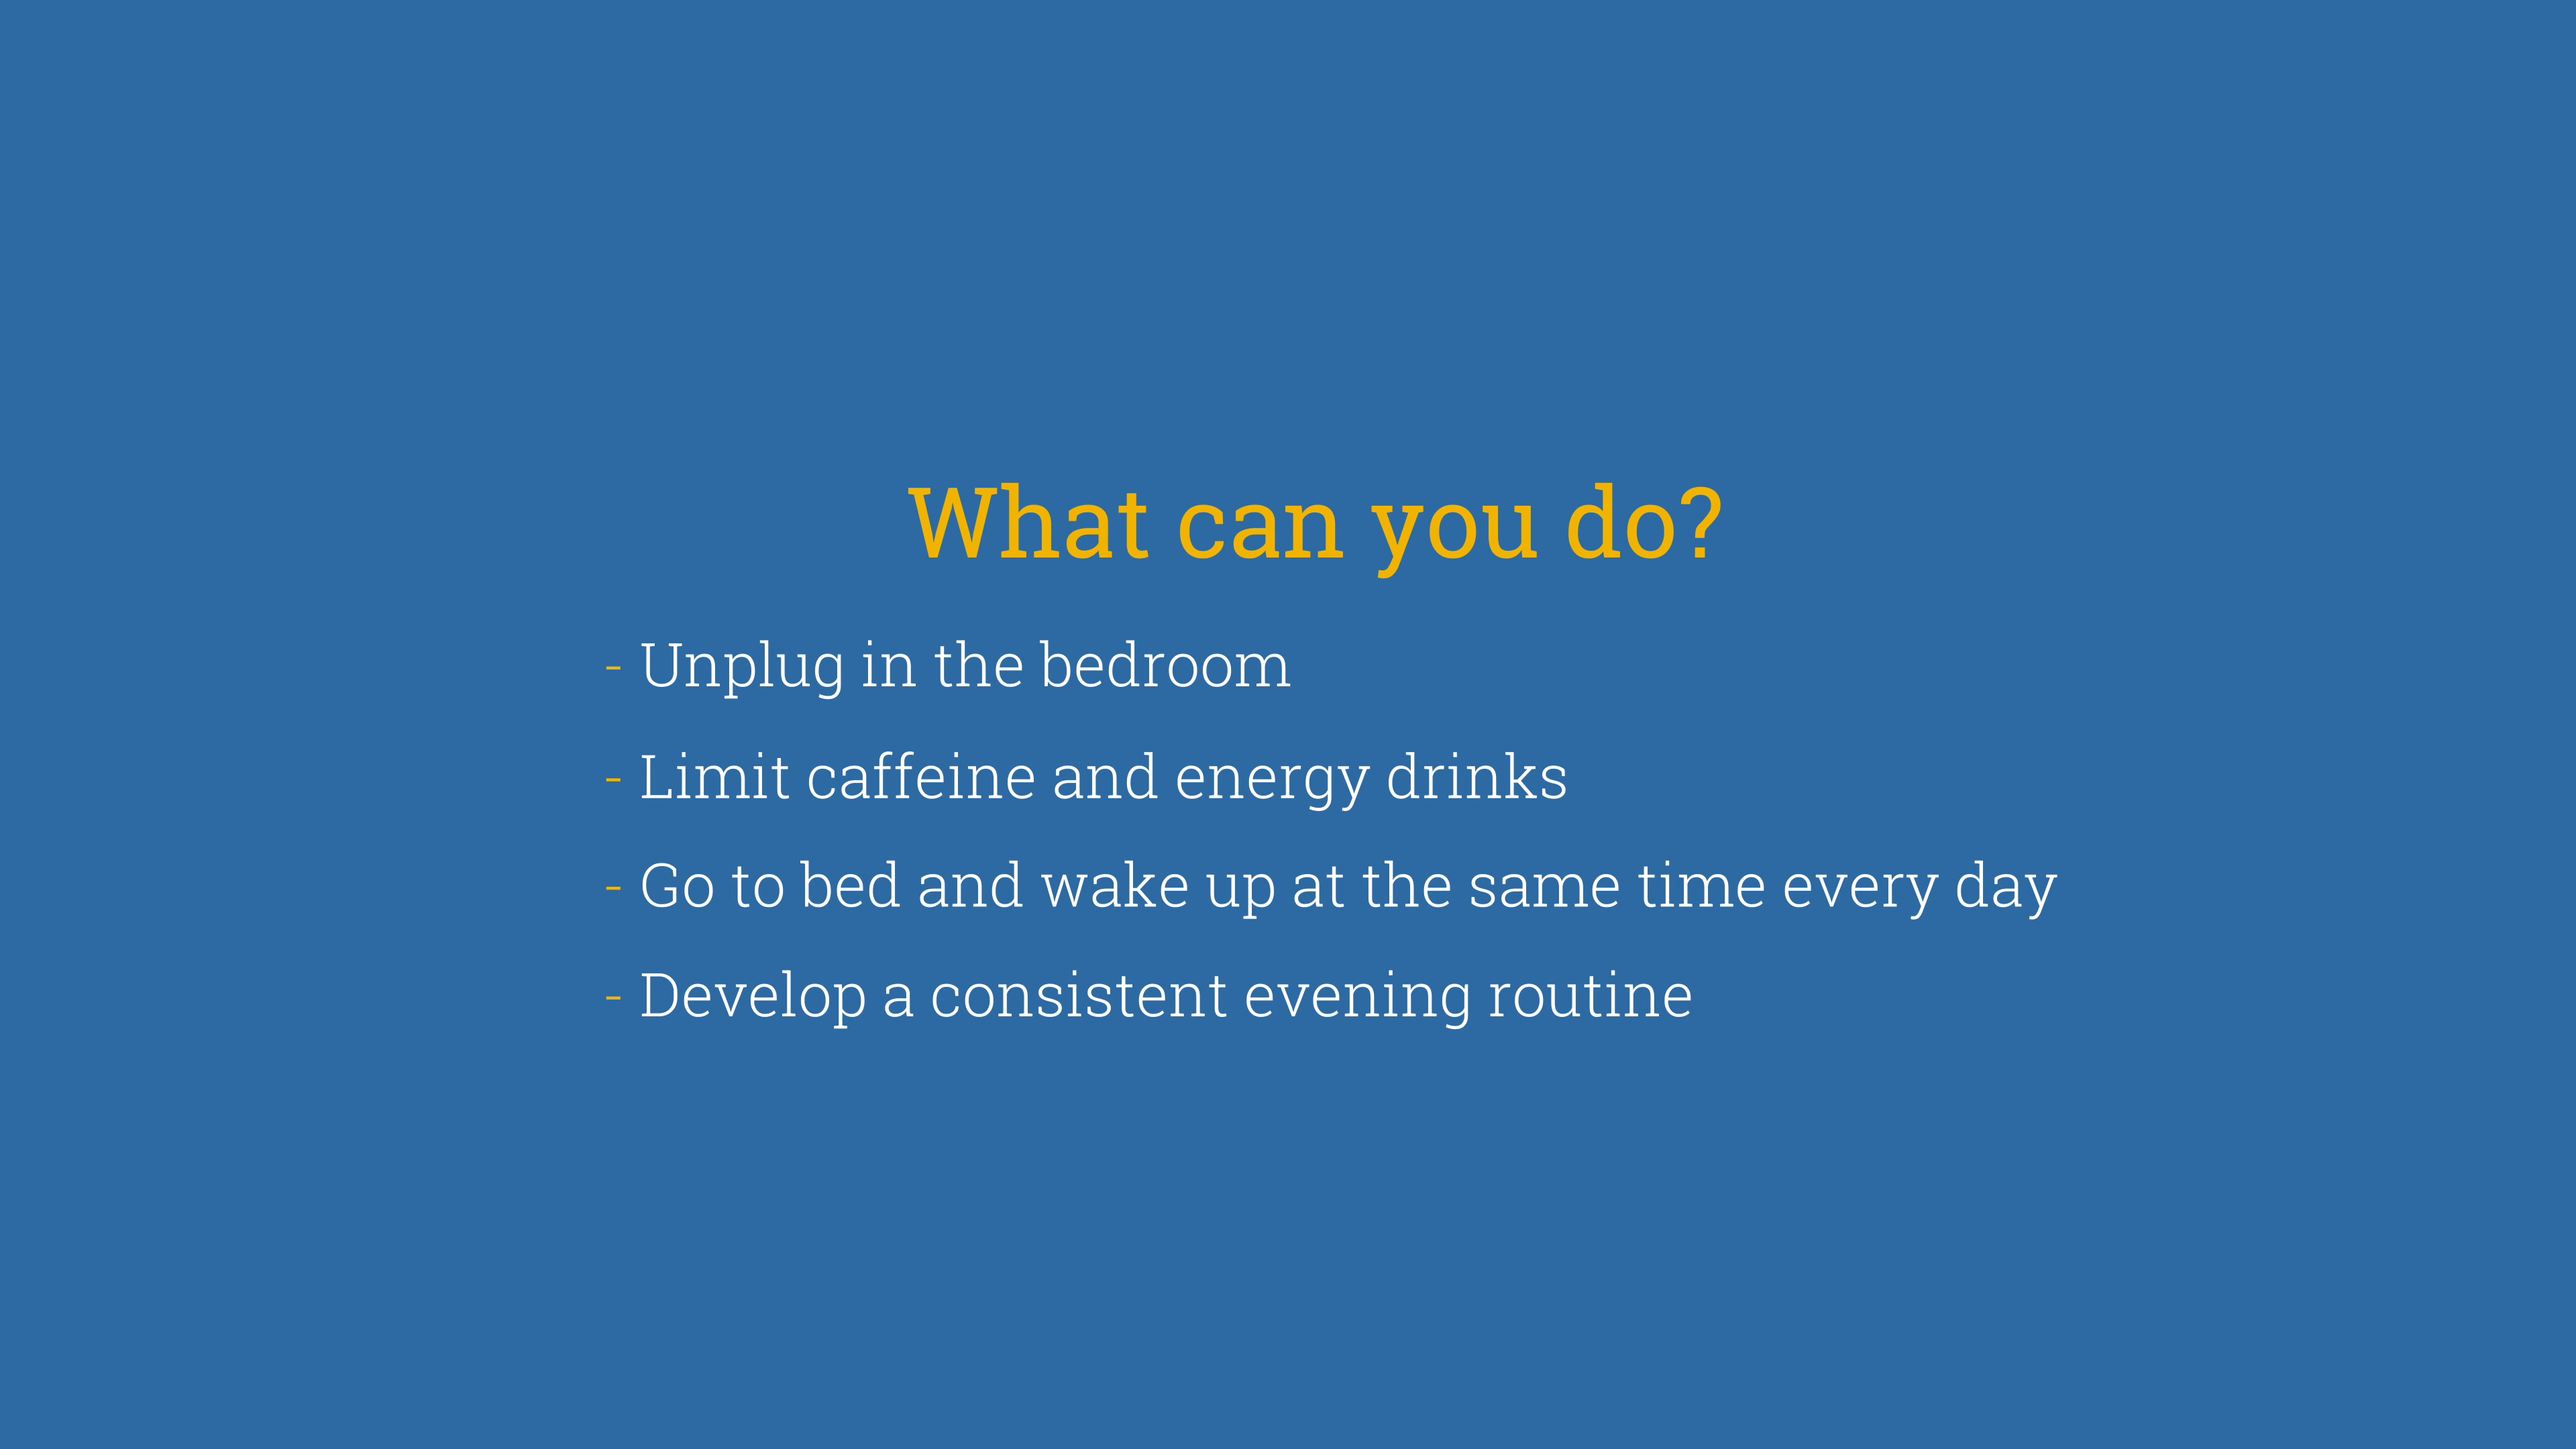 What can you do?
- Unplug in the bedroom
- Limit caffeine and energy drinks
- Go to bed and wake up at the same time every day
- Develop a consistent evening routine